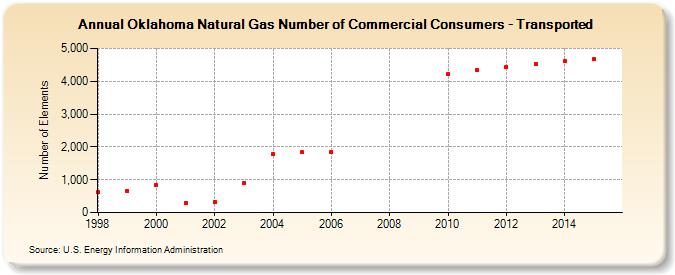 Annual Oklahoma Natural Gas Number of Commercial Consumers - Transported
Number of Elements
5,000
4,000
3,000
2,000
1,000
0
1998 2000 2002 2004 2006 2008 2010 2012 2014
Source: U.S. Energy Information Administration